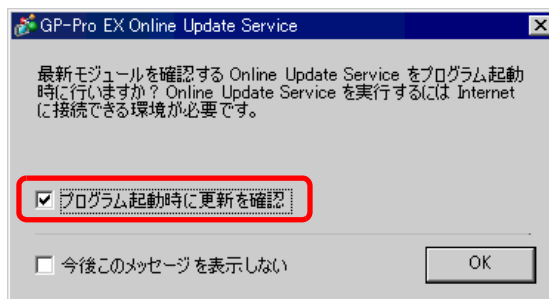 GP-Pro EX Online Update Service
最新モジュールを確認する Online Update Service をプログラム起動
時に行いますか？ Online Update Service を実行するには Internet
に接続できる環境が必要です。
プログラム起動時に更新を確認
今後このメッセージを表示しない
OK